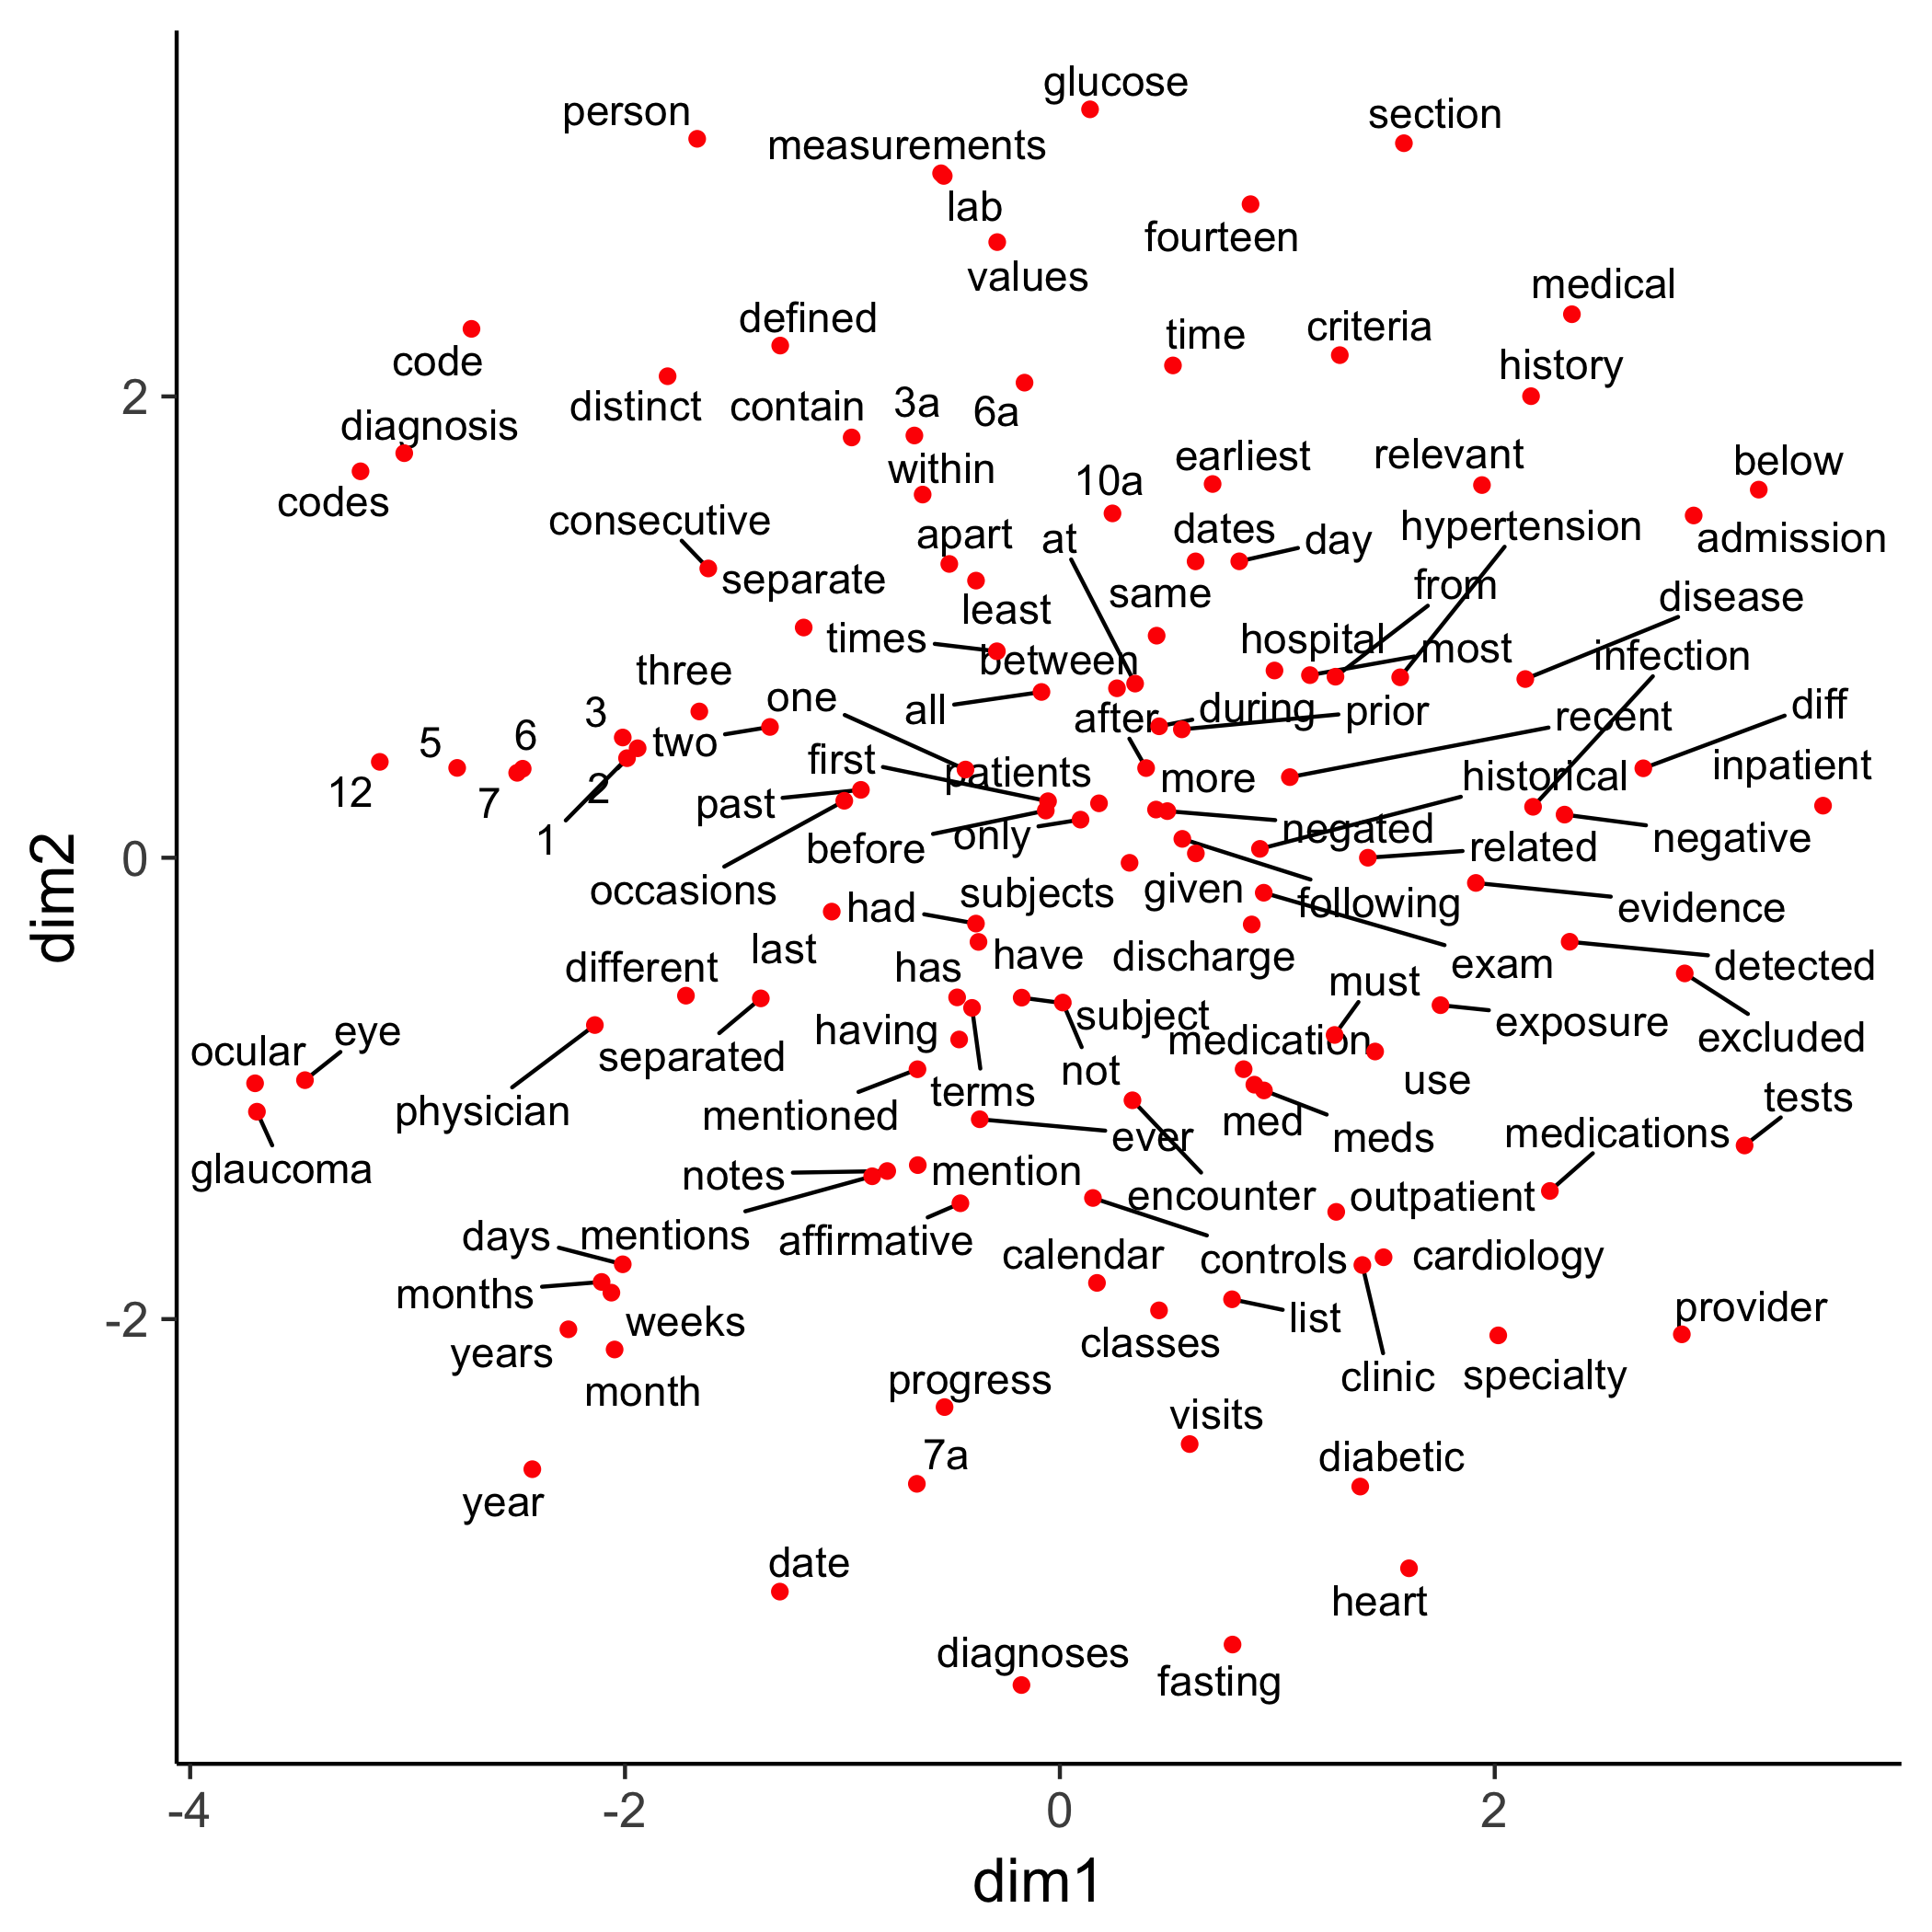 glucose
person
section
measurements
lab
fourteen
values
medical
defined
time
criteria
code
history
2
distinct
contain
3a
6a
diagnosis
earliest
relevant
below
within
10a
codes
consecutive
apart
at
dates
day
hypertension
admission
separate
from
same
least
disease
times
hospital
most
between
infection
three
one
all
after
during
prior
recent
diff
3
two
5
6
first
patients
more
historical
inpatient
12
7
2
past
1
before
only
negated
related
negative
0
occasions
had
subjects
given
following
evidence
last
have
discharge
exam
detected
different
has
must
ocular
eye
separated
having
subject
medication
exposure
excluded
not
use
physician
mentioned
terms
med
meds
tests
ever
medications
glaucoma
notes
mention
encounter
outpatient
days
mentions
affirmative
calendar
controls
cardiology
months
weeks
list
provider
-2
years
classes
month
progress
clinic
specialty
visits
7a
diabetic
year
date
heart
diagnoses
fasting
-4
-2
0
2
dim1
dim2